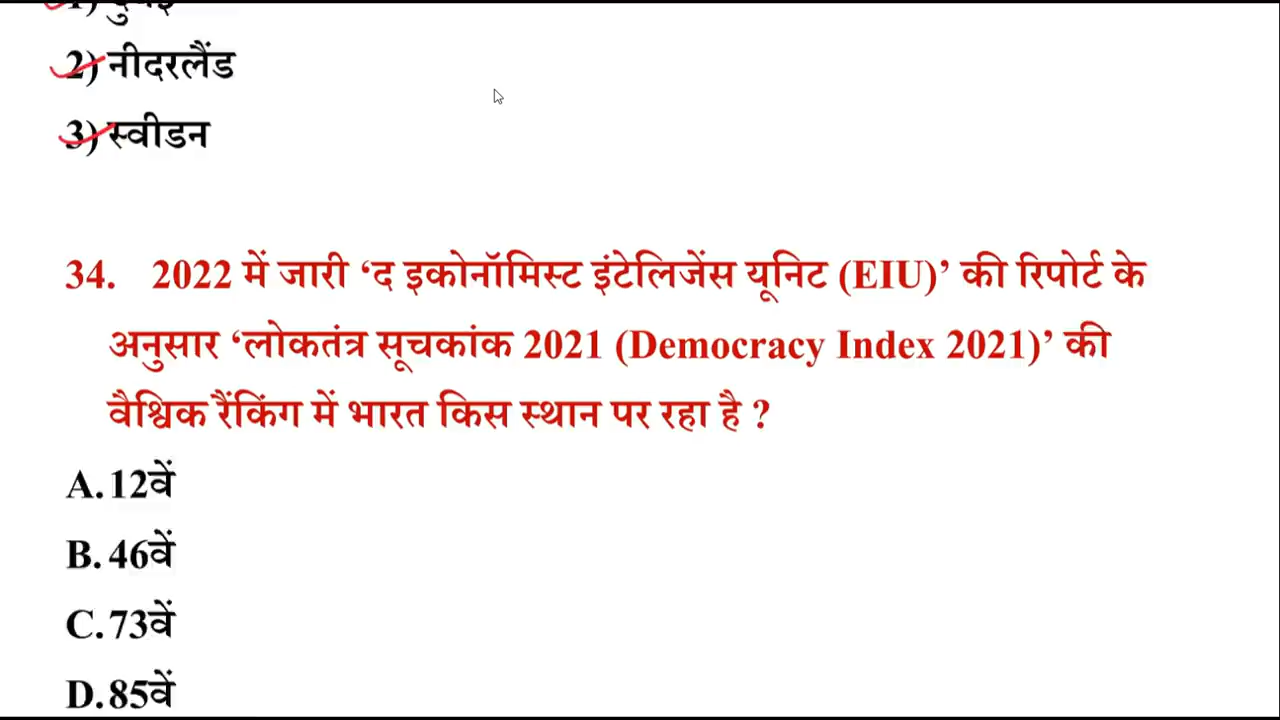 2) नीदरलैंड
3) स्वीडन
34. 2022 में जारी ‘द इकोनॉमिस्ट इंटेलिजेंस यूनिट (EIU)’ की रिपोर्ट के
अनुसार ‘लोकतंत्र सूचकांक 2021 (Democracy Index 2021)’ की
वैश्विक रैंकिंग में भारत किस स्थान पर रहा है ?
A. 12वें
B. 46वें
C. 73वें
D. 85वें